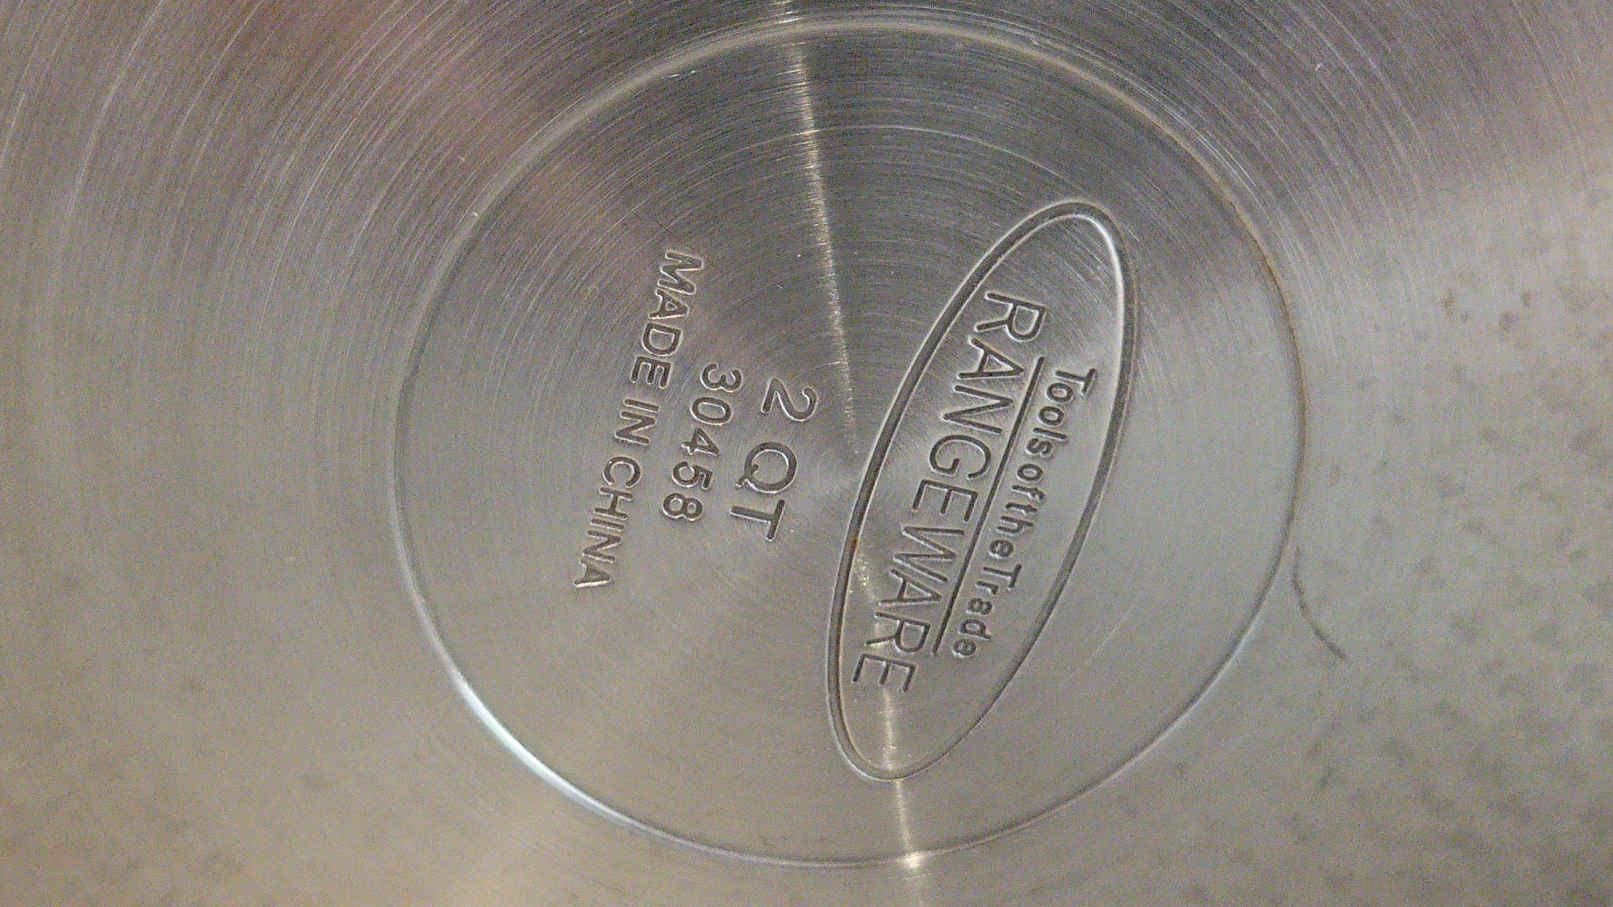 ToolsoftheTrade
RANGEWARE
2 QT
30458
MADE IN CHINA